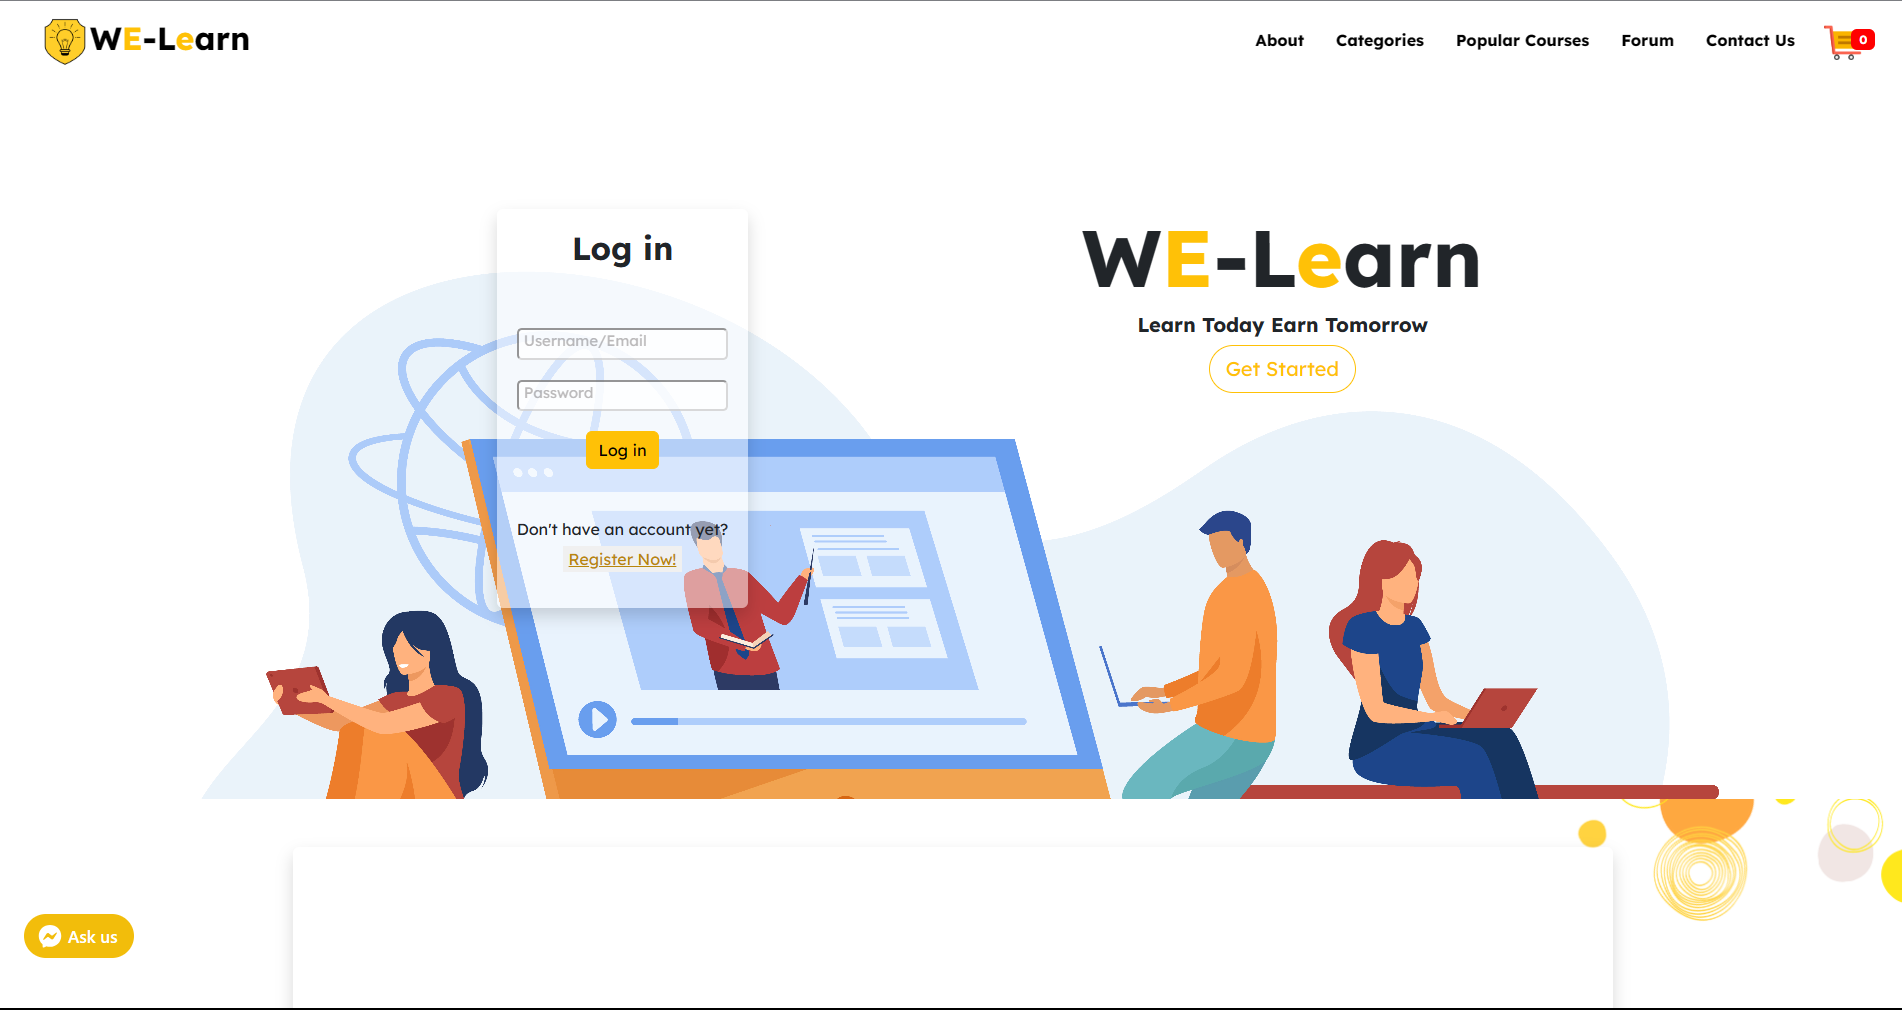 WE-Learn
About
Categories
Popular Courses
Forum
Contact Us
0
Log in
Username/Email
Password
Log in
Don't have an account yet?
Register Now!
WE-Learn
Learn Today Earn Tomorrow
Get Started
Ask us